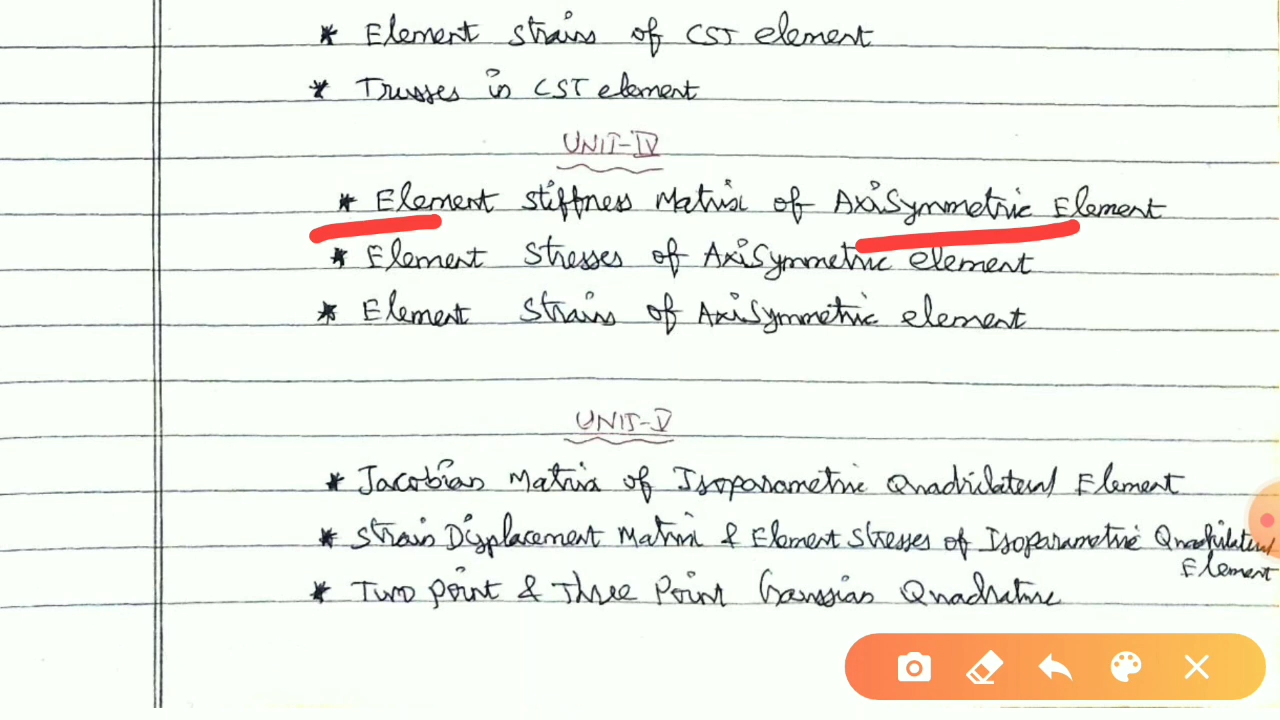 * Element Strains of CST element
* Trusses in CST element
UNIT-IV
* Element Stiffness Matrix of AxiSymmetric Element
* Element Stresses of AxiSymmetric element
* Element Strains of AxiSymmetric element
UNIT-V
* Jacobian Matrix of Isoparametric Quadrilateral Element
* Strain Displacement Matrix & Element Stresses of Isoparametric Quadrilateral
Element
* Two point & Three Point Gaussian Quadrature